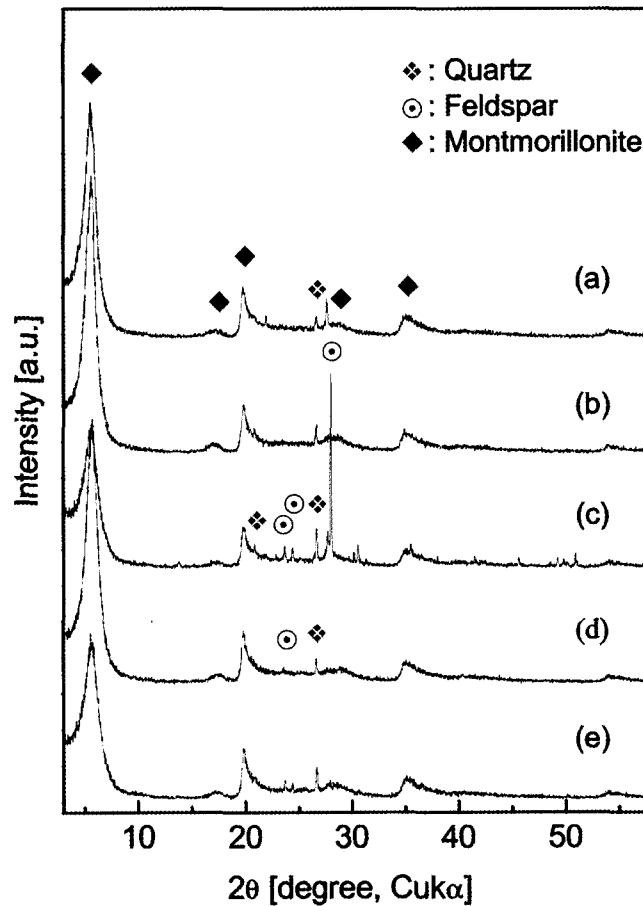 ❖: Quartz
⊙: Feldspar
◆: Montmorillonite
(a)
(b)
(c)
(d)
(e)
Intensity [a.u.]
10 20 30 40 50
2θ [degree, Cukα]